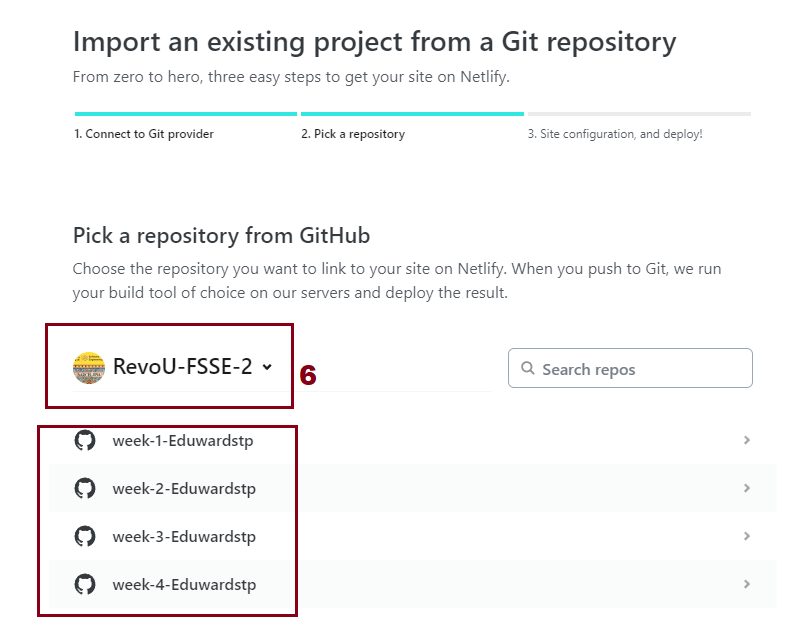 Import an existing project from a Git repository
From zero to hero, three easy steps to get your site on Netlify.
1. Connect to Git provider
2. Pick a repository
3. Site configuration, and deploy!
Pick a repository from GitHub
Choose the repository you want to link to your site on Netlify. When you push to Git, we run
your build tool of choice on our servers and deploy the result.
RevoU-FSSE-2
6
Search repos
week-1-Eduwardstp
week-2-Eduwardstp
week-3-Eduwardstp
week-4-Eduwardstp